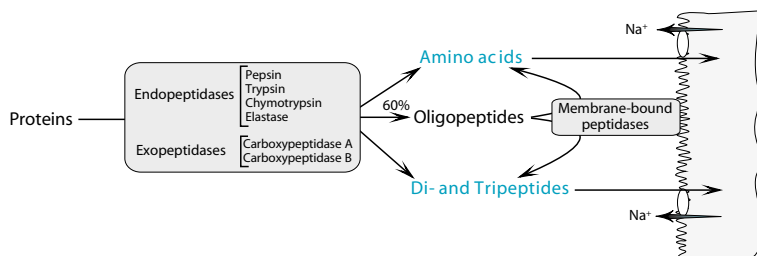 Na⁺
Amino acids
Proteins
Endopeptidases
Pepsin
Trypsin
Chymotrypsin
Elastase
Exopeptidases
Carboxypeptidase A
Carboxypeptidase B
60%
Oligopeptides
Membrane-bound
peptidases
Di- and Tripeptides
Na⁺